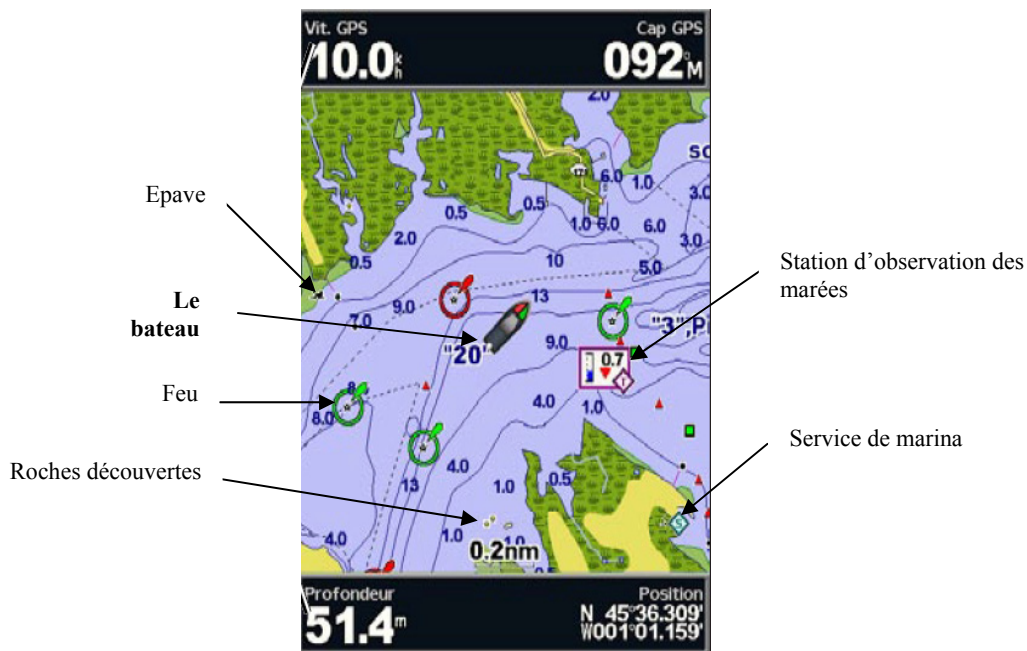 Vit. GPS
Cap GPS
10.0 k/h
092°M
2.0
SC
6.0
1.0
3.0
0.5
0.5
1.0
6.0
6.0
2.0
3.0
0.5
10
5.0
9.0
13
7.0
"3",P
"20"
9.0
0.7
T
8.0
4.0
1.0
4.0
13
1.0
0.5
S
4.0
1.0
0.2nm
Epave
Le
bateau
Feu
Roches découvertes
Station d'observation des
marées
Service de marina
Profondeur
Position
51.4m
N 45°36.309'
W001°01.159'